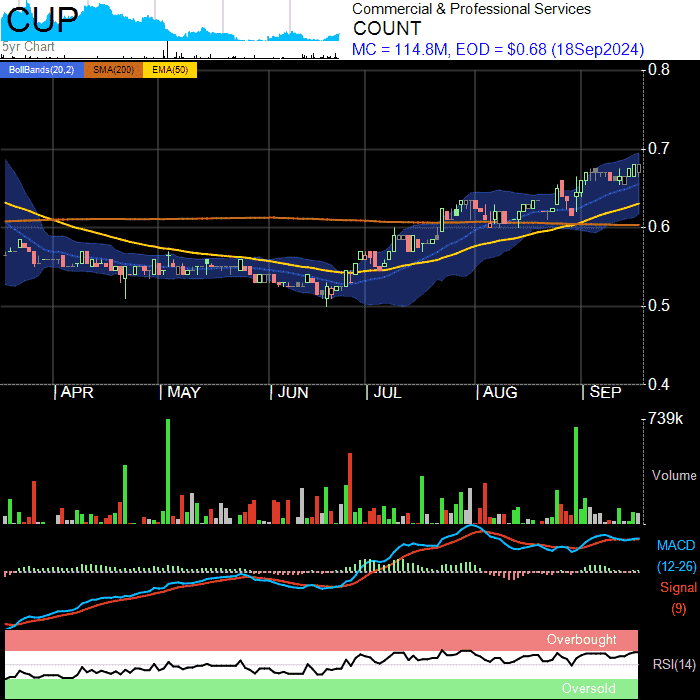 CUP
5yr Chart
Commercial & Professional Services
COUNT
MC = 114.8M, EOD = $0.68 (18Sep2024)
BollBands(20,2) SMA(200) EMA(50)
0.8
0.7
0.6
0.5
0.4
APR MAY JUN JUL AUG SEP
739k
Volume
MACD
(12-26)
Signal
(9)
Overbought
RSI(14)
Oversold